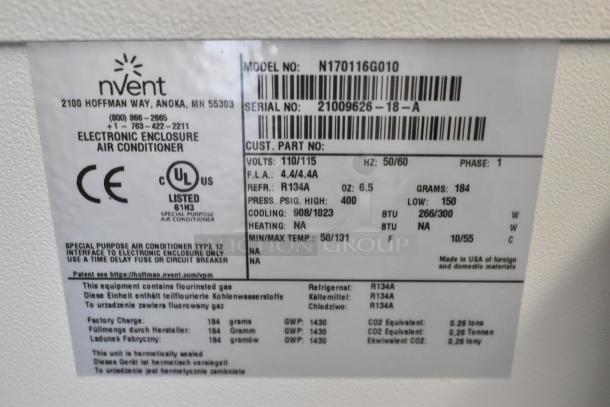 nvent
2100 HOFFMAN WAY, ANOKA, MN 55303
(800) 866-2665
+1 - 763-422-2211
ELECTRONIC ENCLOSURE
AIR CONDITIONER
CE
C UL US
LISTED
61H3
SPECIAL PURPOSE
AIR CONDITIONER
SPECIAL PURPOSE AIR CONDITIONER TYPE 12
INTERFACE TO ELECTRONIC ENCLOSURE ONLY
USE A TIME DELAY FUSE OR CIRCUIT BREAKER
Patent see https://hoffman.nvent.com/vpm
MODEL NO: N170116G010
SERIAL NO: 21009626-18-A
CUST. PART NO:
VOLTS: 110/115 HZ: 50/60 PHASE: 1
F.L.A.: 4.4/4.4A
REFR.: R134A OZ: 6.5 GRAMS: 184
PRESS. PSIG. HIGH: 400 LOW: 150
COOLING: 908/1023 BTU 266/300 W
HEATING: NA BTU NA W
MIN/MAX TEMP.: 50/131 F 10/55 C
NA
NA
Made in USA of foreign
and domestic materials
AUCTION GROUP
This equipment contains flourinated gas Refrigernat: R134A
Diese Einheit enthält teilflourierte Kohlenwasserstoffe Kältemittel: R134A
To urzadzenie zawiera fluorowany gaz Chlodziwo: R134A
Factory Charge: 184 grams GWP: 1430 CO2 Equivalent: 0.26 tons
Füllmenge durch Hersteller: 184 Gramm GWP: 1430 CO2 Equivalent: 0.26 Tonnen
Ladunek Fabryczny: 184 gramów GWP: 1430 Ekwiwalent CO2: 0.26 tony
This unit is hermetically sealed
Dieses Gerät ist hermetisch versiegelt
To urzadzenie jest hermetycznie zamkniete